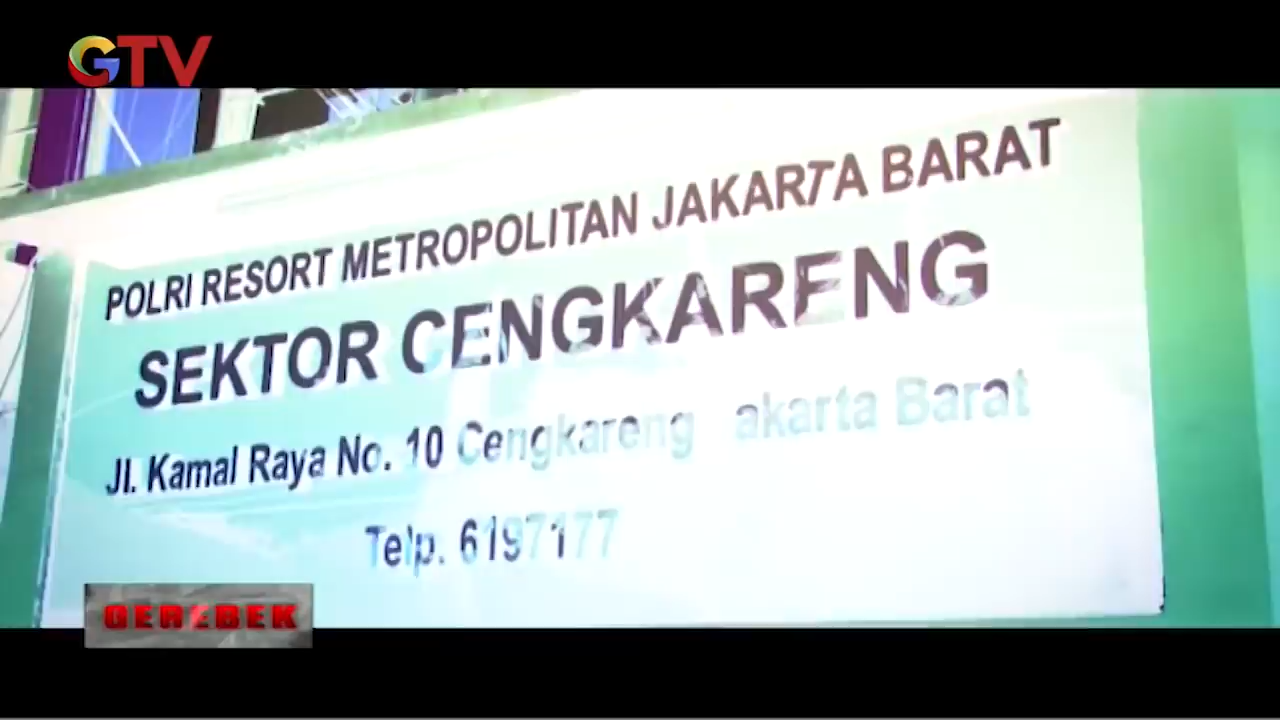 GTV
POLRI RESORT METROPOLITAN JAKARTA BARAT
SEKTOR CENGKARENG
Jl. Kamal Raya No. 10 Cengkareng akarta Barat
Telp. 6197177
GEREBEK